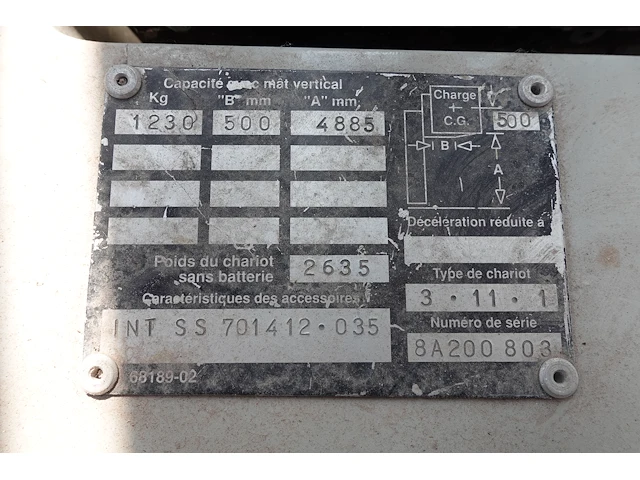 Capacité avec mât vertical
Kg "B" mm "A" mm
1230 500 4885
Charge
C.G.
500
B
A
Décélération réduite à
Poids du chariot
sans batterie
2635
Type de chariot
3·11·1
Caractéristiques des accessoires
INT SS 701412·035
Numéro de série
8A200 803
68189-02